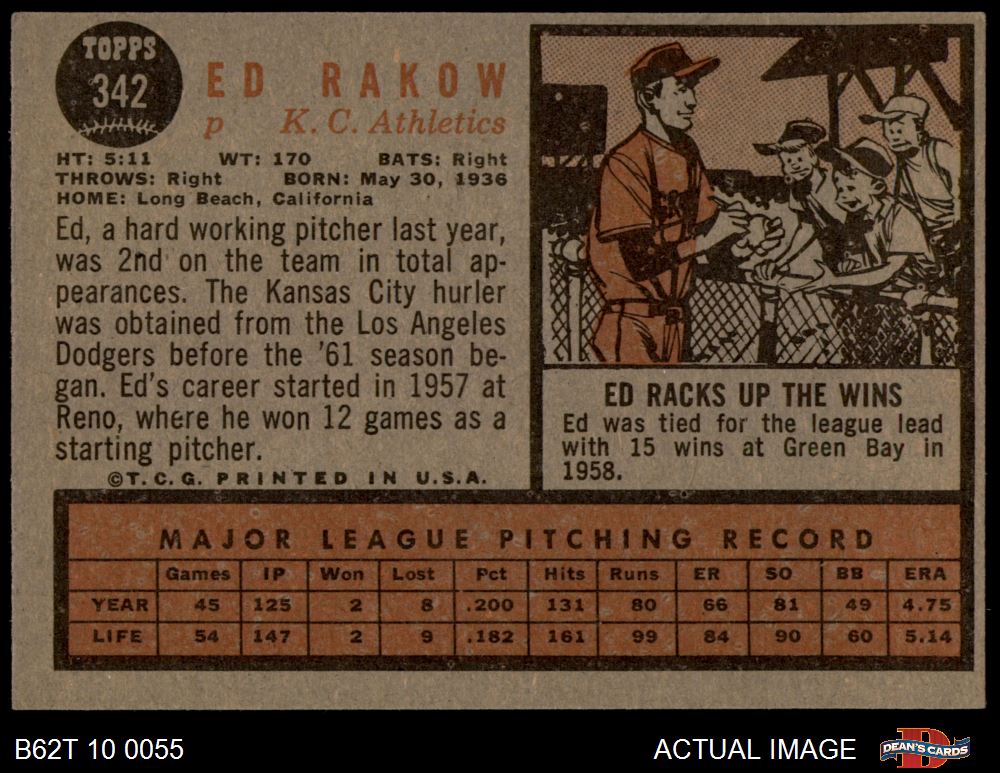 TOPPS
342
ED RAKOW
p K. C. Athletics
HT: 5:11 WT: 170 BATS: Right
THROWS: Right BORN: May 30, 1936
HOME: Long Beach, California
Ed, a hard working pitcher last year,
was 2nd on the team in total ap-
pearances. The Kansas City hurler
was obtained from the Los Angeles
Dodgers before the '61 season be-
gan. Ed's career started in 1957 at
Reno, where he won 12 games as a
starting pitcher.
©T.C.G. PRINTED IN U.S.A.
ED RACKS UP THE WINS
Ed was tied for the league lead
with 15 wins at Green Bay in
1958.
MAJOR LEAGUE PITCHING RECORD
Games IP Won Lost Pct Hits Runs ER SO BB ERA
YEAR 45 125 2 8 .200 131 80 66 81 49 4.75
LIFE 54 147 2 9 .182 161 99 84 90 60 5.14
B62T 10 0055 ACTUAL IMAGE DEAN'S CARDS